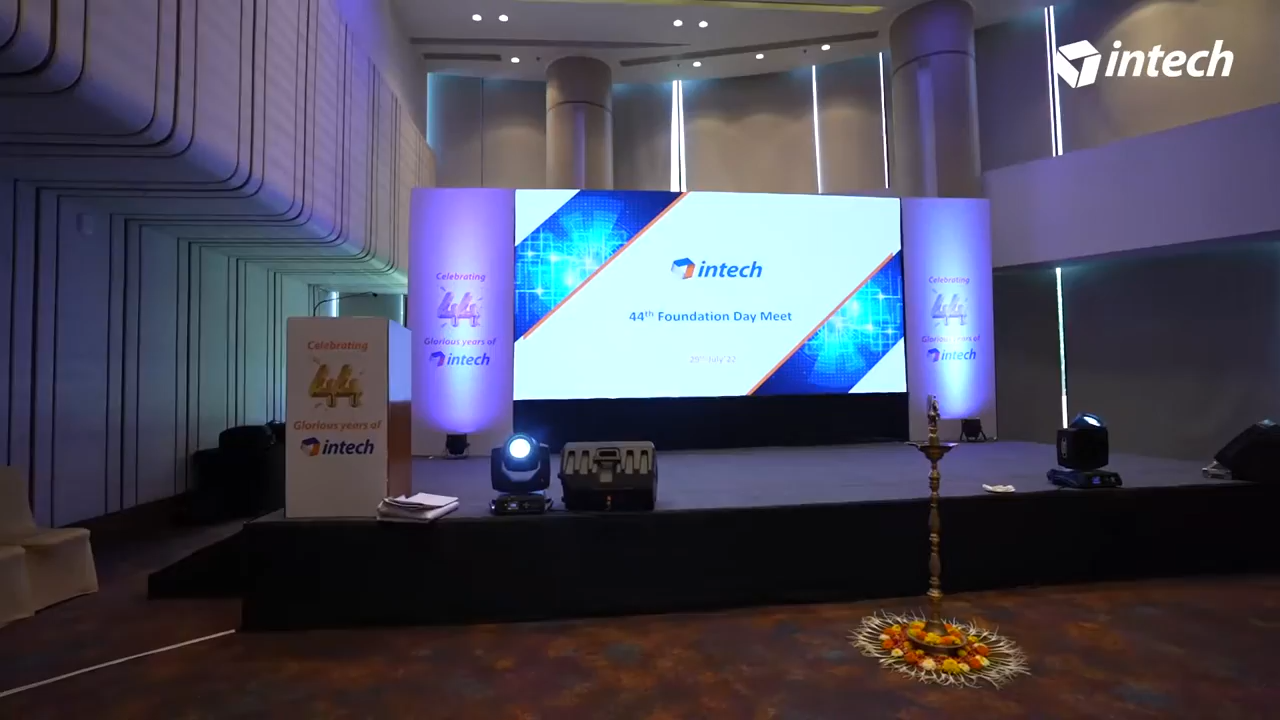 intech
intech
44th Foundation Day Meet
29th July'22
Celebrating
44
Glorious years of
intech
Celebrating
44
Glorious years of
intech
Celebrating
44
Glorious years of
intech